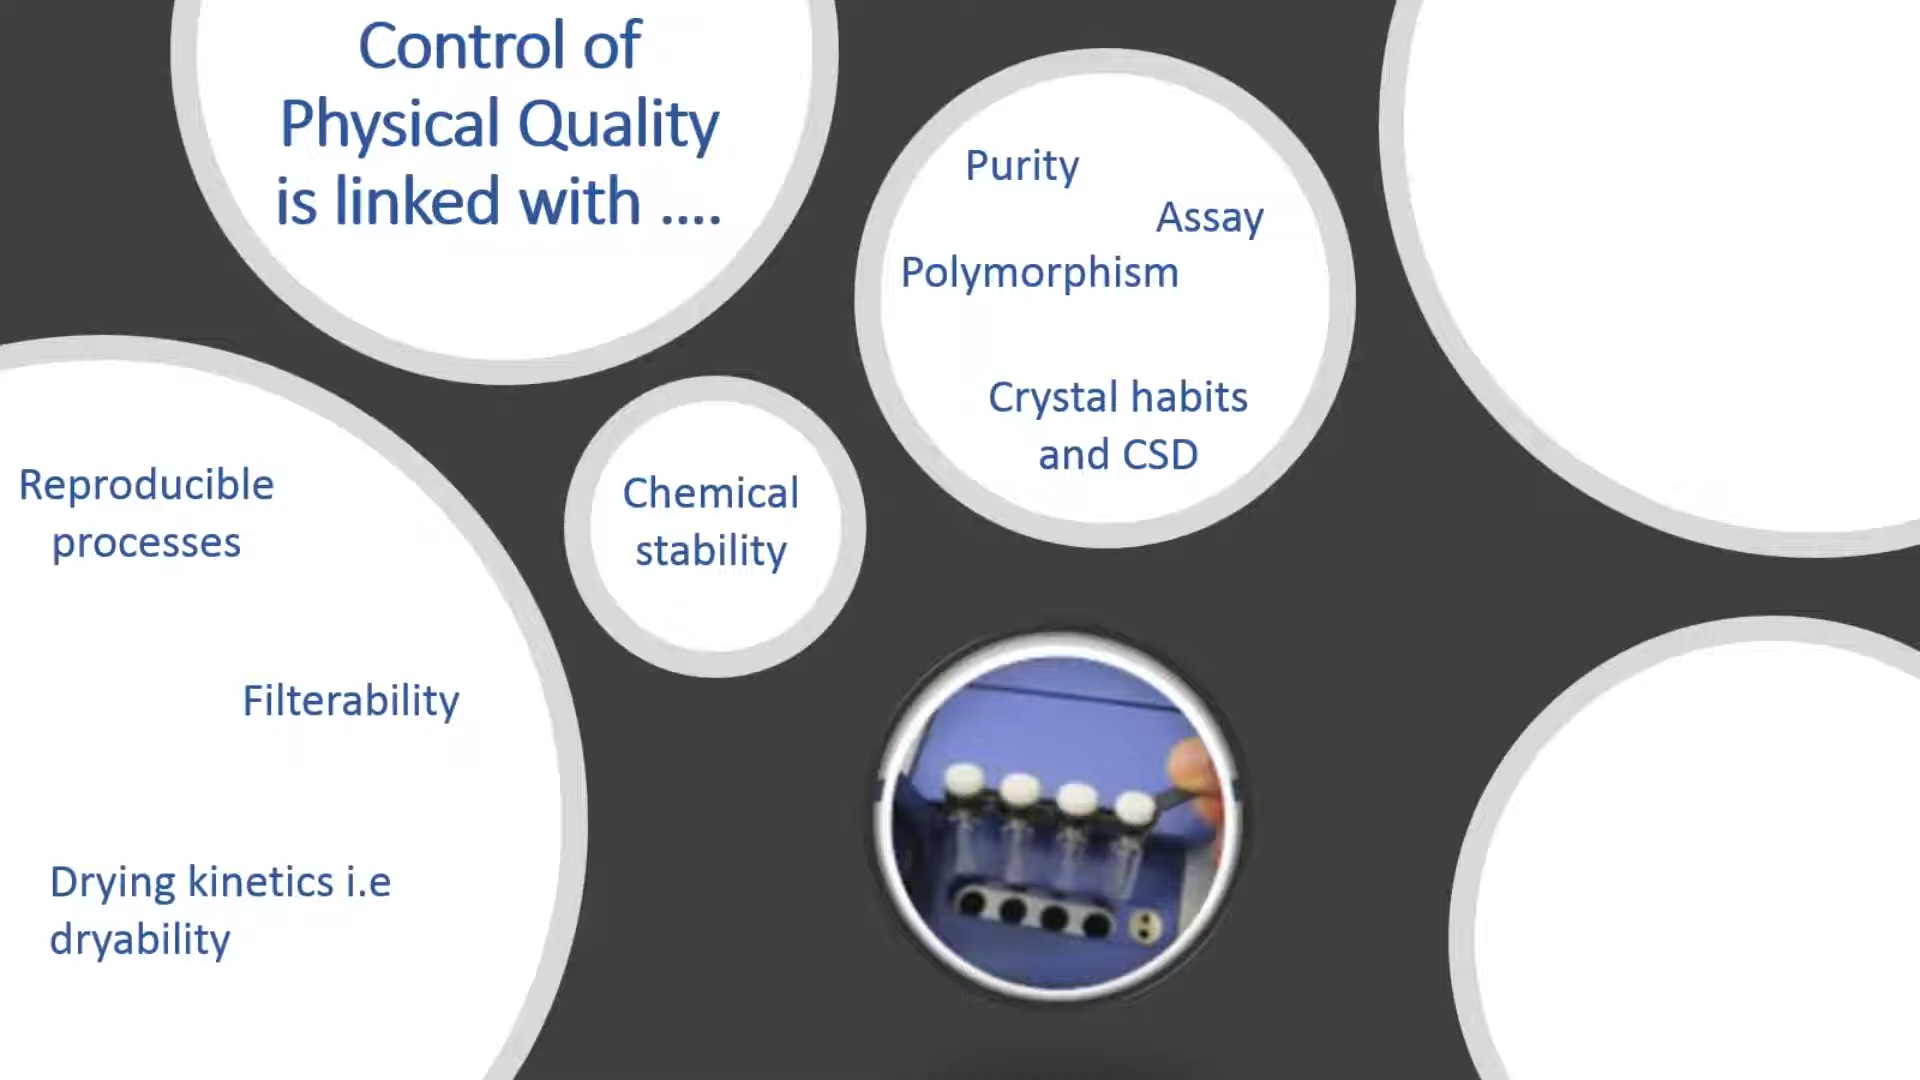 Control of
Physical Quality
is linked with ....
Purity
Assay
Polymorphism
Crystal habits
and CSD
Chemical
stability
Reproducible
processes
Filterability
Drying kinetics i.e
dryability